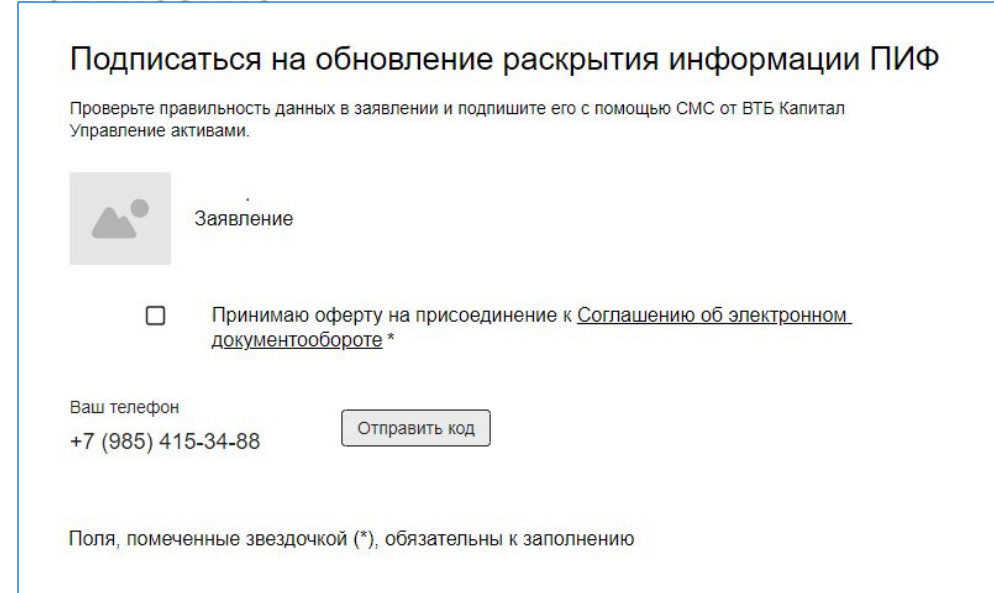 Подписаться на обновление раскрытия информации ПИФ
Проверьте правильность данных в заявлении и подпишите его с помощью СМС от ВТБ Капитал
Управление активами.
Заявление
Принимаю оферту на присоединение к Соглашению об электронном
документообороте *
Ваш телефон
+7 (985) 415-34-88
Отправить код
Поля, помеченные звездочкой (*), обязательны к заполнению